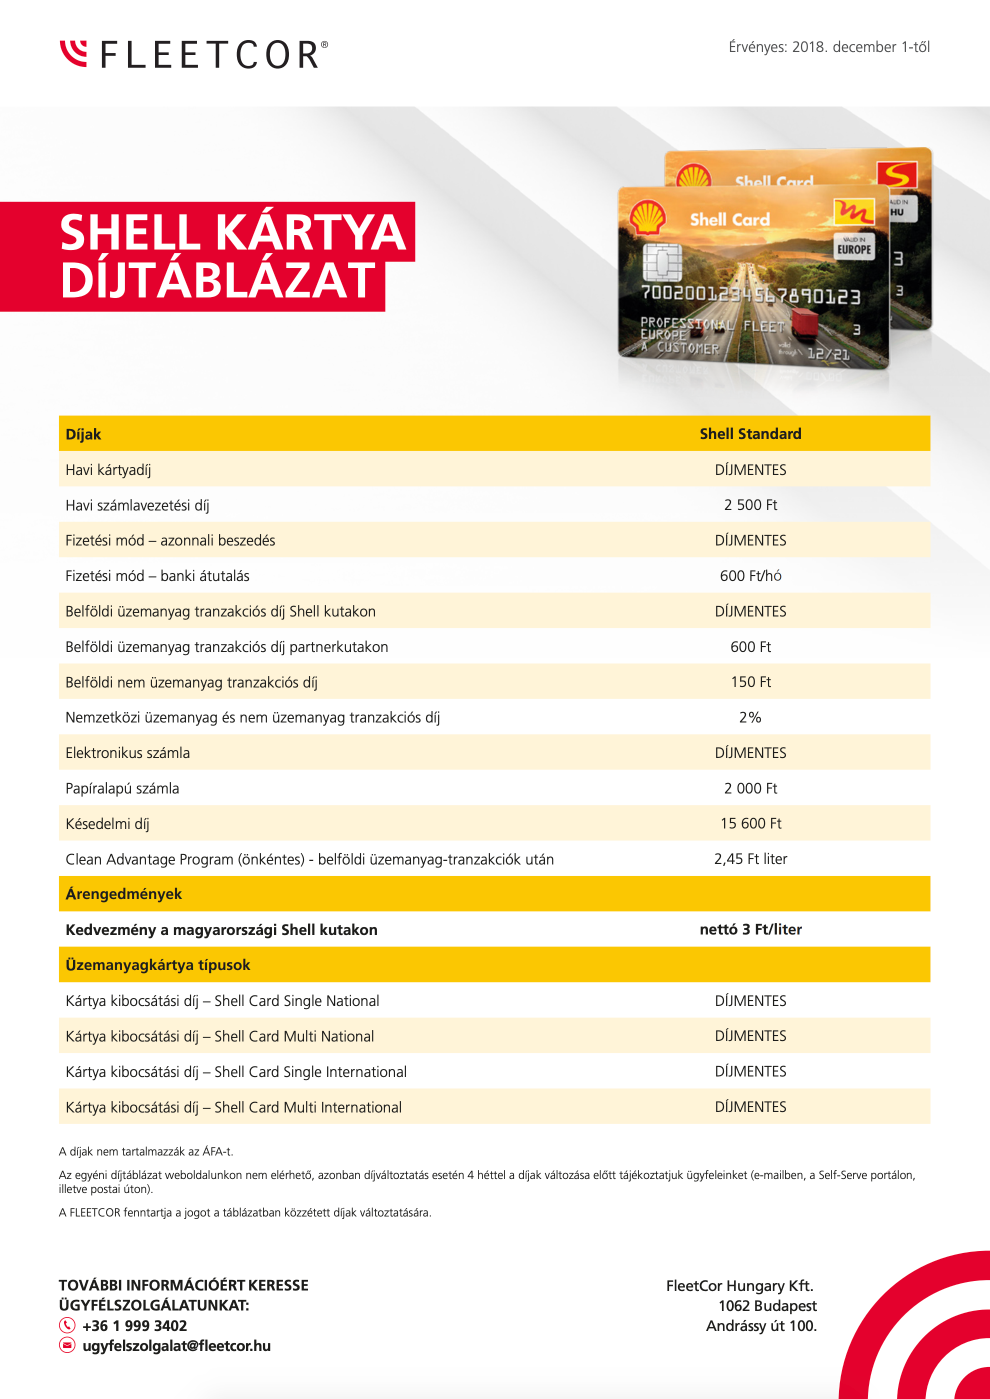 FLEETCOR®
Érvényes: 2018. december 1-től
Shell Card
VALID IN
HU
3
3
Shell Card
VALID IN
EUROPE
7002001234567890123
PROFESSIONAL FLEET 3
EUROPE
A CUSTOMER
valid
through 12/21
SHELL KÁRTYA
DÍJTÁBLÁZAT
Díjak Shell Standard
Havi kártyadíj DÍJMENTES
Havi számlavezetési díj 2 500 Ft
Fizetési mód – azonnali beszedés DÍJMENTES
Fizetési mód – banki átutalás 600 Ft/hó
Belföldi üzemanyag tranzakciós díj Shell kutakon DÍJMENTES
Belföldi üzemanyag tranzakciós díj partnerkutakon 600 Ft
Belföldi nem üzemanyag tranzakciós díj 150 Ft
Nemzetközi üzemanyag és nem üzemanyag tranzakciós díj 2%
Elektronikus számla DÍJMENTES
Papíralapú számla 2 000 Ft
Késedelmi díj 15 600 Ft
Clean Advantage Program (önkéntes) - belföldi üzemanyag-tranzakciók után 2,45 Ft liter
Árengedmények
Kedvezmény a magyarországi Shell kutakon nettó 3 Ft/liter
Üzemanyagkártya típusok
Kártya kibocsátási díj – Shell Card Single National DÍJMENTES
Kártya kibocsátási díj – Shell Card Multi National DÍJMENTES
Kártya kibocsátási díj – Shell Card Single International DÍJMENTES
Kártya kibocsátási díj – Shell Card Multi International DÍJMENTES
A díjak nem tartalmazzák az ÁFA-t.
Az egyéni díjtáblázat weboldalunkon nem elérhető, azonban díjváltoztatás esetén 4 héttel a díjak változása előtt tájékoztatjuk ügyfeleinket (e-mailben, a Self-Serve portálon,
illetve postai úton).
A FLEETCOR fenntartja a jogot a táblázatban közzétett díjak változtatására.
TOVÁBBI INFORMÁCIÓÉRT KERESSE
ÜGYFÉLSZOLGÁLATUNKAT:
+36 1 999 3402
ugyfelszolgalat@fleetcor.hu
FleetCor Hungary Kft.
1062 Budapest
Andrássy út 100.